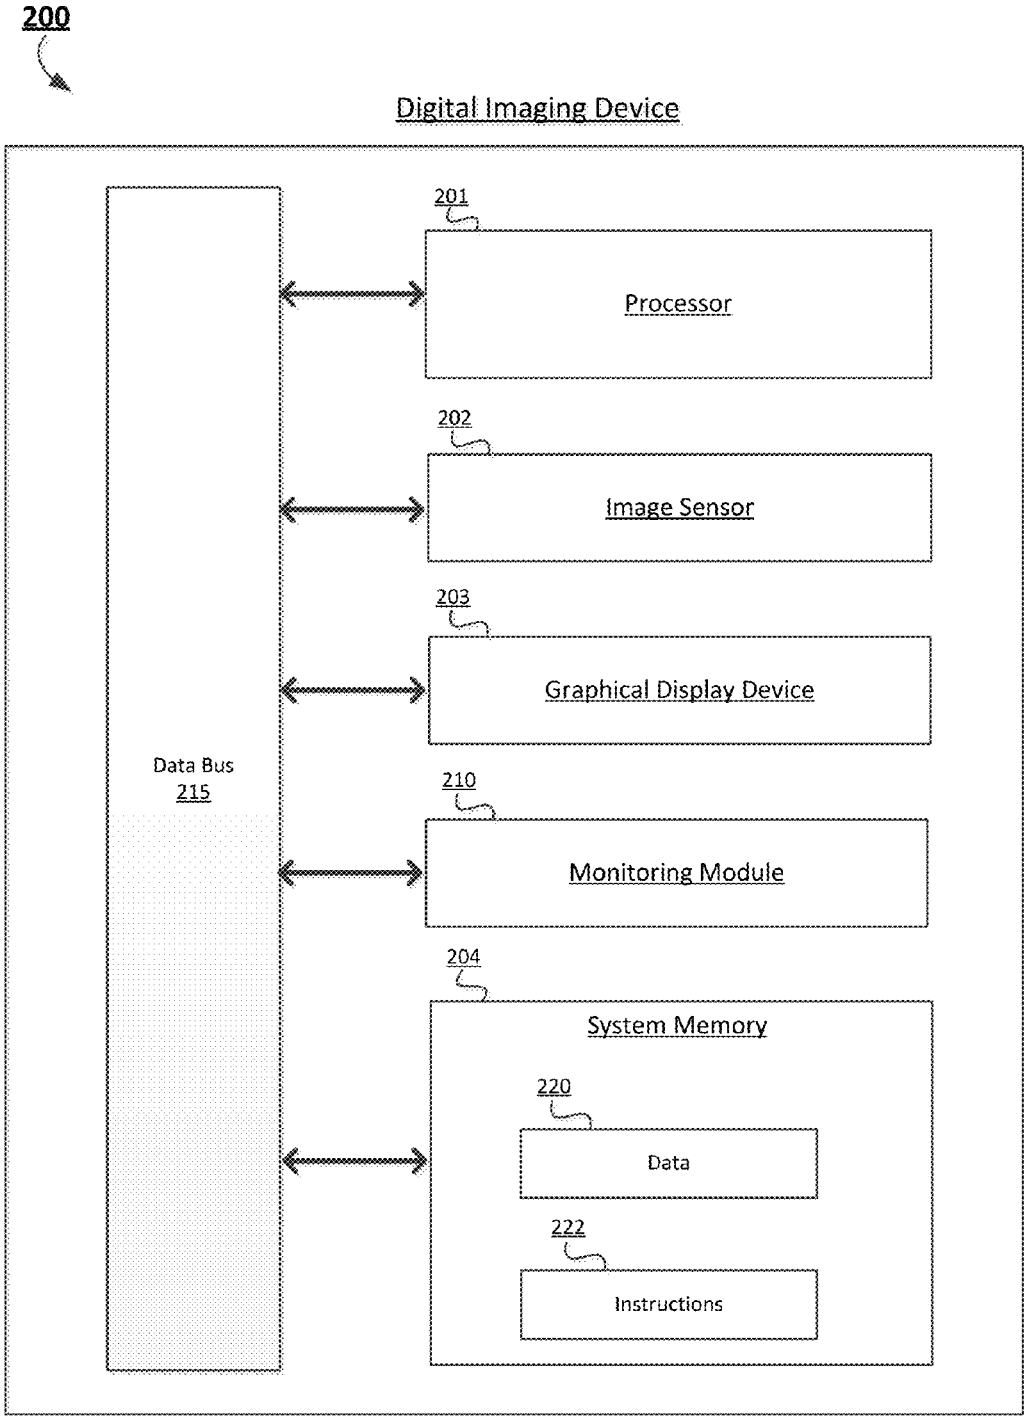 200
Digital Imaging Device
201
Processor
202
Image Sensor
203
Graphical Display Device
Data Bus
215
210
Monitoring Module
204
System Memory
220
Data
222
Instructions